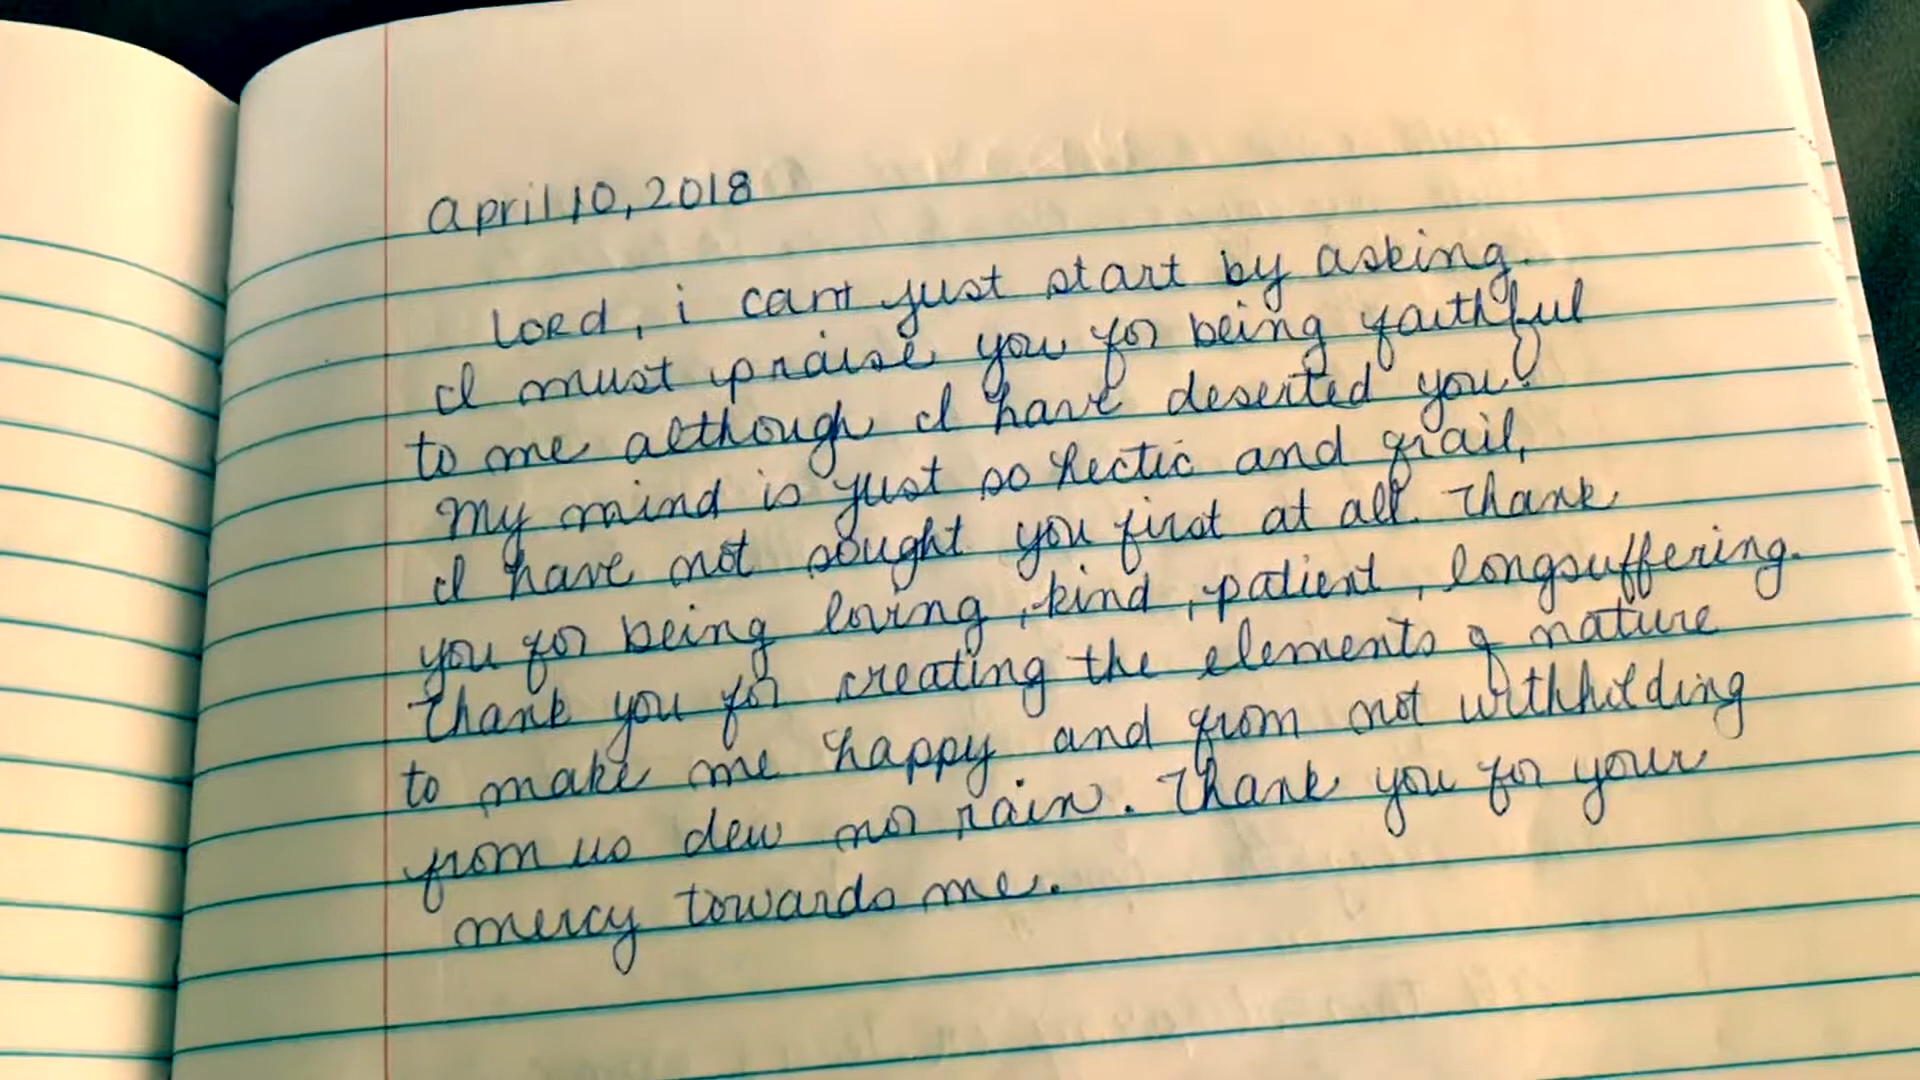 april 10, 2018
Lord, i cant just start by asking.
I must praise you for being faithful
to me although I have deserted you.
My mind is just so hectic and frail,
I have not sought you first at all. Thank
you for being loving, kind, patient, longsuffering.
Thank you for creating the elements of nature
to make me happy and from not withholding
from us dew nor rain. Thank you for your
mercy towards me.